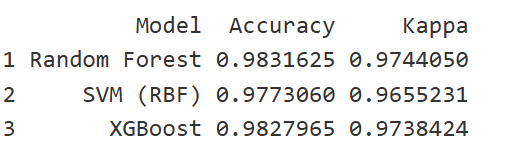 Model Accuracy Kappa
1 Random Forest 0.9831625 0.9744050
2 SVM (RBF) 0.9773060 0.9655231
3 XGBoost 0.9827965 0.9738424